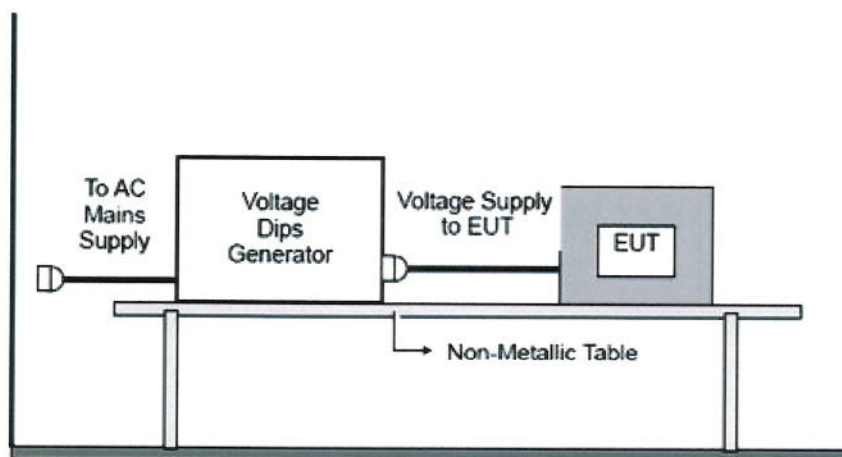 To AC
Mains
Supply
Voltage
Dips
Generator
Voltage Supply
to EUT
EUT
Non-Metallic Table